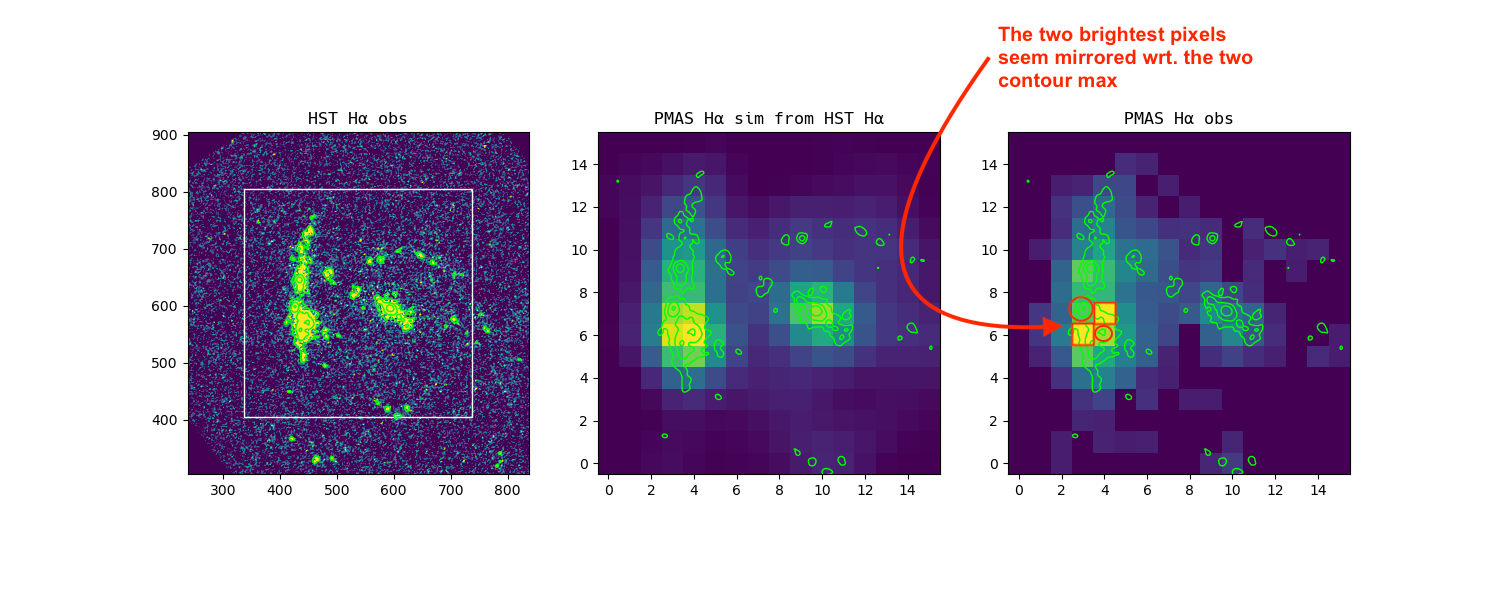 The two brightest pixels
seem mirrored wrt. the two
contour max
HST Hα obs
PMAS Hα sim from HST Hα
PMAS Hα obs
900
800
700
600
500
400
300 400 500 600 700 800
14
12
10
8
6
4
2
0
0 2 4 6 8 10 12 14
14
12
10
8
6
4
2
0
0 2 4 6 8 10 12 14